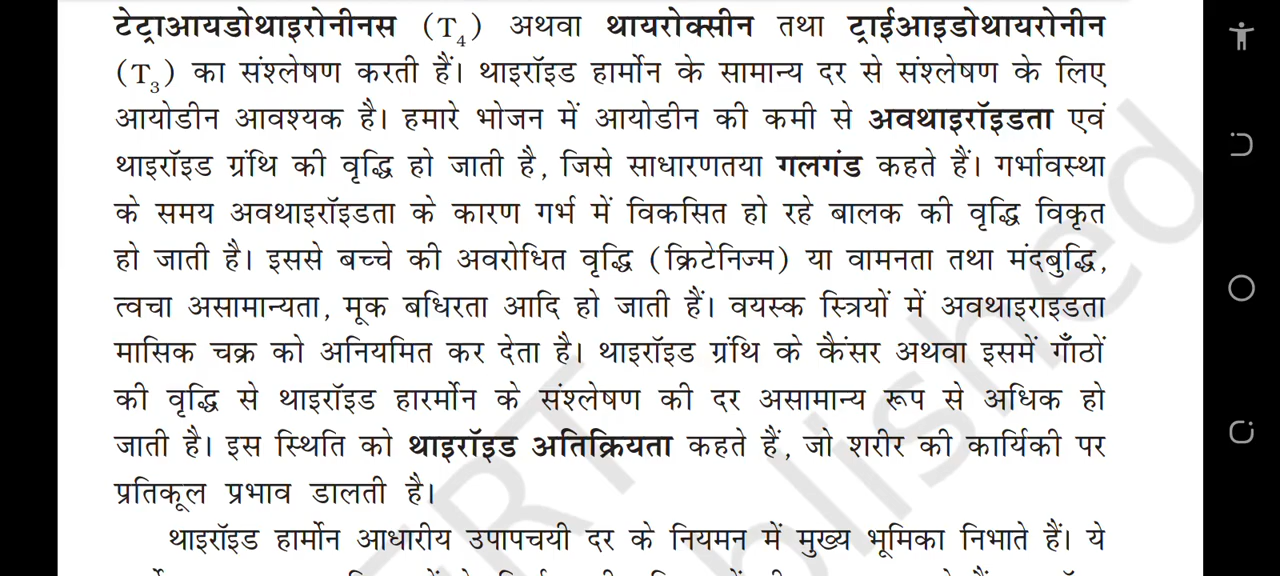 टेट्राआयडोथाइरोनीनस (T₄) अथवा थायरोक्सीन तथा ट्राईआइडोथायरोनीन
(T₃) का संश्लेषण करती हैं। थाइरॉइड हार्मोन के सामान्य दर से संश्लेषण के लिए
आयोडीन आवश्यक है। हमारे भोजन में आयोडीन की कमी से अवथाइरॉइडता एवं
थाइरॉइड ग्रंथि की वृद्धि हो जाती है, जिसे साधारणतया गलगंड कहते हैं। गर्भावस्था
के समय अवथाइरॉइडता के कारण गर्भ में विकसित हो रहे बालक की वृद्धि विकृत
हो जाती है। इससे बच्चे की अवरोधित वृद्धि (क्रिटेनिज्म) या वामनता तथा मंदबुद्धि,
त्वचा असामान्यता, मूक बधिरता आदि हो जाती हैं। वयस्क स्त्रियों में अवथाइराइडता
मासिक चक्र को अनियमित कर देता है। थाइरॉइड ग्रंथि के कैंसर अथवा इसमें गाँठों
की वृद्धि से थाइरॉइड हारर्मोन के संश्लेषण की दर असामान्य रूप से अधिक हो
जाती है। इस स्थिति को थाइरॉइड अतिक्रियता कहते हैं, जो शरीर की कार्यिकी पर
प्रतिकूल प्रभाव डालती है।
थाइरॉइड हार्मोन आधारीय उपापचयी दर के नियमन में मुख्य भूमिका निभाते हैं। ये